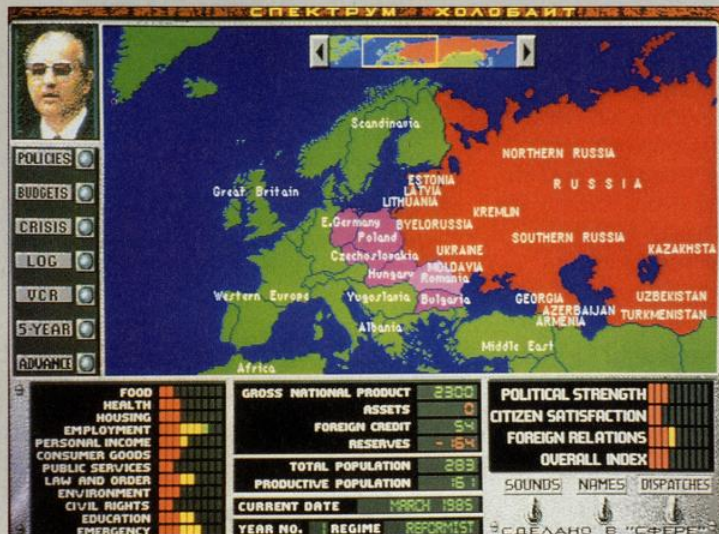 СПЕКТРУМ ХОЛОБАЙТ
POLICIES
BUDGETS
CRISIS
LOG
VCR
5-YEAR
ADVANCE
Scandinavia
NORTHERN RUSSIA
ESTONIA
LATVIA
LITHUANIA
RUSSIA
Great Britain
KREMLIN
E.Germany
BYELORUSSIA
Poland
SOUTHERN RUSSIA
Czechoslovakia
UKRAINE
KAZAKHSTA
MOLDAVIA
Hungary
Romania
Western Europe
Yugoslavia
Bulgaria
GEORGIA
UZBEKISTAN
AZERBAIJAN
TURKMENISTAN
ARMENIA
Albania
Middle East
Africa
FOOD
HEALTH
HOUSING
EMPLOYMENT
PERSONAL INCOME
CONSUMER GOODS
PUBLIC SERVICES
LAW AND ORDER
ENVIRONMENT
CIVIL RIGHTS
EDUCATION
EMERGENCY
GROSS NATIONAL PRODUCT 2300
ASSETS 0
FOREIGN CREDIT 54
RESERVES -164
TOTAL POPULATION 283
PRODUCTIVE POPULATION 161
CURRENT DATE MARCH 1985
YEAR NO. 1 REGIME REFORMIST
POLITICAL STRENGTH
CITIZEN SATISFACTION
FOREIGN RELATIONS
OVERALL INDEX
SOUNDS NAMES DISPATCHES
СДЕЛАНО В "СФЕРЕ"